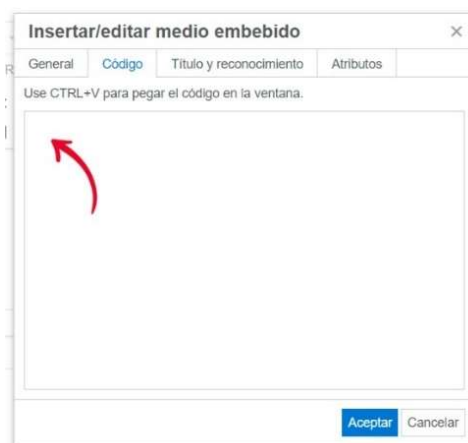 Insertar/editar medio embebido
General Código Título y reconocimiento Atributos
Use CTRL+V para pegar el código en la ventana.
Aceptar Cancelar